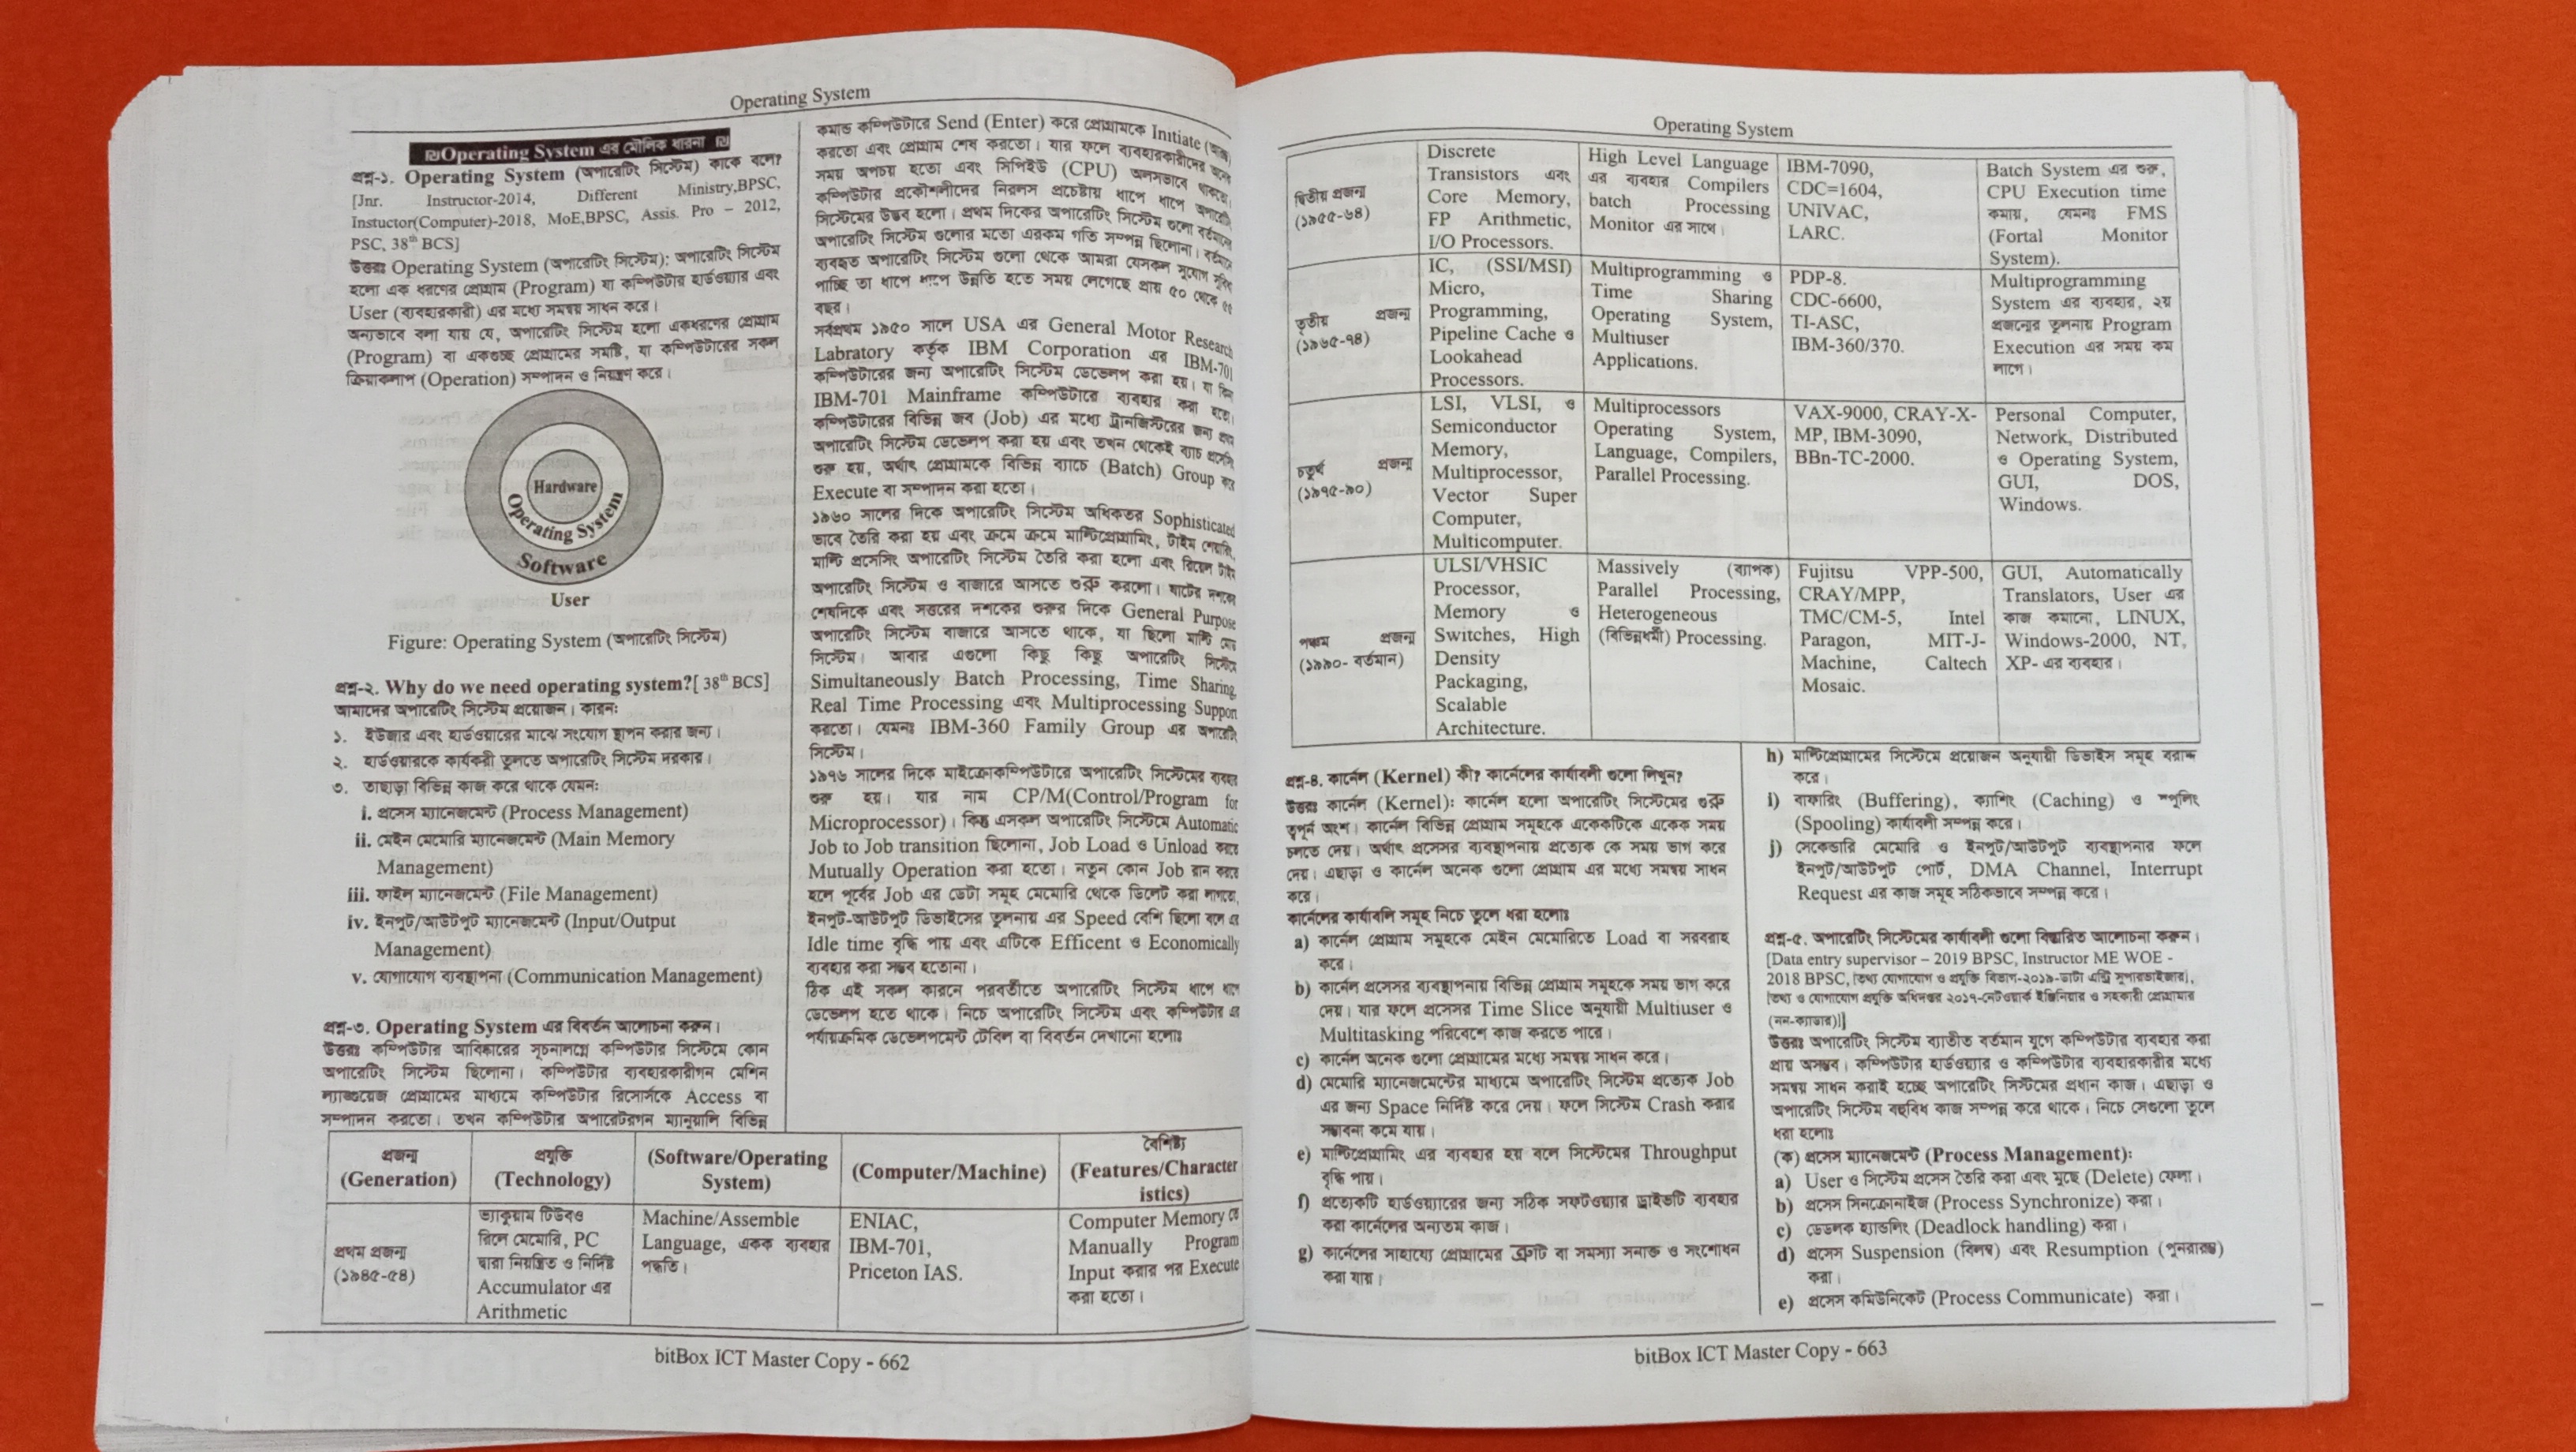 Operating System
Operating System এর মৌলিক ধারনা
প্রশ্ন-১. Operating System (অপারেটিং সিস্টেম) কাকে বলে?
[Jnr. Instructor-2014, Different Ministry,BPSC,
Instuctor(Computer)-2018, MoE,BPSC, Assis. Pro – 2012,
PSC, 38th BCS]
উত্তরঃ Operating System (অপারেটিং সিস্টেম): অপারেটিং সিস্টেম
হলো এক ধরণের প্রোগ্রাম (Program) যা কম্পিউটার হার্ডওয়্যার এবং
User (ব্যবহারকারী) এর মধ্যে সমন্বয় সাধন করে।
অন্যভাবে বলা যায় যে, অপারেটিং সিস্টেম হলো একধরণের প্রোগ্রাম
(Program) বা একগুচ্ছ প্রোগ্রামের সমষ্টি, যা কম্পিউটারের সকল
ক্রিয়াকলাপ (Operation) সম্পাদন ও নিয়ন্ত্রণ করে।
Hardware
Operating System
Software
User
Figure: Operating System (অপারেটিং সিস্টেম)
প্রশ্ন-২. Why do we need operating system?[ 38th BCS]
আমাদের অপারেটিং সিস্টেম প্রয়োজন। কারনঃ
১. ইউজার এবং হার্ডওয়ারের মাঝে সংযোগ স্থাপন করার জন্য।
২. হার্ডওয়ারকে কার্যকরী তুলতে অপারেটিং সিস্টেম দরকার।
৩. তাছাড়া বিভিন্ন কাজ করে থাকে যেমনঃ
i. প্রসেস ম্যানেজমেন্ট (Process Management)
ii. মেইন মেমোরি ম্যানেজমেন্ট (Main Memory
Management)
iii. ফাইল ম্যানেজমেন্ট (File Management)
iv. ইনপুট/আউটপুট ম্যানেজমেন্ট (Input/Output
Management)
v. যোগাযোগ ব্যবস্থাপনা (Communication Management)
প্রশ্ন-৩. Operating System এর বিবর্তন আলোচনা করুন।
উত্তরঃ কম্পিউটার আবিষ্কারের সূচনালগ্নে কম্পিউটার সিস্টেমে কোন
অপারেটিং সিস্টেম ছিলোনা। কম্পিউটার ব্যবহারকারীগন মেশিন
ল্যাঙ্গুয়েজ প্রোগ্রামের মাধ্যমে কম্পিউটার রিসোর্সকে Access বা
সম্পাদন করতো। তখন কম্পিউটার অপারেটরগন ম্যানুয়ালি বিভিন্ন
কমান্ড কম্পিউটারে Send (Enter) করে প্রোগ্রামকে Initiate
করতো এবং প্রোগ্রাম শেষ করতো। যার ফলে ব্যবহারকারীদের অনেক
সময় অপচয় হতো এবং সিপিইউ (CPU) অলসভাবে থাকতো।
কম্পিউটার প্রকৌশলীদের নিরলস প্রচেষ্টায় ধাপে ধাপে অপারেটিং
সিস্টেমের উদ্ভব হলো। প্রথম দিকের অপারেটিং সিস্টেম গুলো বর্তমানের
অপারেটিং সিস্টেম গুলোর মতো এরকম গতি সম্পন্ন ছিলোনা। বর্তমানে
ব্যবহৃত অপারেটিং সিস্টেম গুলো থেকে আমরা যেসকল সুযোগ সুবিধা
পাচ্ছি তা ধাপে ধাপে উন্নতি হতে সময় লেগেছে প্রায় ৫০ থেকে ৫৫
বছর।
সর্বপ্রথম ১৯৫০ সালে USA এর General Motor Research
Labratory কর্তৃক IBM Corporation এর IBM-701
কম্পিউটারের জন্য অপারেটিং সিস্টেম ডেভেলপ করা হয়। যা কিনা
IBM-701 Mainframe কম্পিউটারে ব্যবহার করা হতো।
কম্পিউটারের বিভিন্ন জব (Job) এর মধ্যে ট্রানজিস্টরের জন্য
অপারেটিং সিস্টেম ডেভেলপ করা হয় এবং তখন থেকেই ব্যাচ প্রসেসিং
শুরু হয়, অর্থাৎ প্রোগ্রামকে বিভিন্ন ব্যাচে (Batch) Group করে
Execute বা সম্পাদন করা হতো।
১৯৬০ সালের দিকে অপারেটিং সিস্টেম অধিকতর Sophisticated
ভাবে তৈরি করা হয় এবং ক্রমে ক্রমে মাল্টিপ্রোগ্রামিং, টাইম শেয়ারিং,
মাল্টি প্রসেসিং অপারেটিং সিস্টেম তৈরি করা হলো এবং রিয়েল টাইম
অপারেটিং সিস্টেম ও বাজারে আসতে শুরু করলো। ষাটের দশকের
শেষদিকে এবং সত্তরের দশকের শুরুর দিকে General Purpose
অপারেটিং সিস্টেম বাজারে আসতে থাকে, যা ছিলো মাল্টি মোড
সিস্টেম। আবার এগুলো কিছু কিছু অপারেটিং সিস্টেম
Simultaneously Batch Processing, Time Sharing,
Real Time Processing এবং Multiprocessing Support
করতো। যেমনঃ IBM-360 Family Group এর অপারেটিং
সিস্টেম।
১৯৭৬ সালের দিকে মাইক্রোকম্পিউটারে অপারেটিং সিস্টেমের ব্যবহার
শুরু হয়। যার নাম CP/M(Control/Program for
Microprocessor)। কিন্তু এসকল অপারেটিং সিস্টেমে Automatic
Job to Job transition ছিলোনা, Job Load ও Unload করতে
Mutually Operation করা হতো। নতুন কোন Job রান করতে
হলে পূর্বের Job এর ডেটা সমূহ মেমোরি থেকে ডিলেট করা লাগতো,
ইনপুট-আউটপুট ডিভাইসের তুলনায় এর Speed বেশি ছিলো বলে এর
Idle time বৃদ্ধি পায় এবং এটিকে Efficent ও Economically
ব্যবহার করা সম্ভব হতোনা।
ঠিক এই সকল কারনে পরবর্তীতে অপারেটিং সিস্টেম ধাপে ধাপে
ডেভেলপ হতে থাকে। নিচে অপারেটিং সিস্টেম এবং কম্পিউটার এর
পর্যায়ক্রমিক ডেভেলপমেন্ট টেবিল বা বিবর্তন দেখানো হলোঃ
প্রজন্ম
(Generation)
প্রযুক্তি
(Technology)
(Software/Operating
System)
(Computer/Machine)
বৈশিষ্ট্য
(Features/Character
istics)
প্রথম প্রজন্ম
(১৯৪৫-৫৪)
ভ্যাকুয়াম টিউবও
রিলে মেমোরি, PC
দ্বারা নিয়ন্ত্রিত ও নির্দিষ্ট
Accumulator এর
Arithmetic
Machine/Assemble
Language, একক ব্যবহার
পদ্ধতি।
ENIAC,
IBM-701,
Priceton IAS.
Computer Memory তে
Manually Program
Input করার পর Execute
করা হতো।
bitBox ICT Master Copy - 662
Operating System
দ্বিতীয় প্রজন্ম
(১৯৫৫-৬৪)
Discrete
Transistors এবং
Core Memory,
FP Arithmetic,
I/O Processors.
High Level Language
এর ব্যবহার Compilers
batch Processing
Monitor এর সাথে।
IBM-7090,
CDC=1604,
UNIVAC,
LARC.
Batch System এর শুরু,
CPU Execution time
কমায়, যেমনঃ FMS
(Fortal Monitor
System).
তৃতীয় প্রজন্ম
(১৯৬৫-৭৪)
IC, (SSI/MSI)
Micro,
Programming,
Pipeline Cache ও
Lookahead
Processors.
Multiprogramming ও
Time Sharing
Operating System,
Multiuser
Applications.
PDP-8.
CDC-6600,
TI-ASC,
IBM-360/370.
Multiprogramming
System এর ব্যবহার, ২য়
প্রজন্মের তুলনায় Program
Execution এর সময় কম
লাগে।
চতুর্থ প্রজন্ম
(১৯৭৫-৯০)
LSI, VLSI, ও
Semiconductor
Memory,
Multiprocessor,
Vector Super
Computer,
Multicomputer.
Multiprocessors
Operating System,
Language, Compilers,
Parallel Processing.
VAX-9000, CRAY-X-
MP, IBM-3090,
BBn-TC-2000.
Personal Computer,
Network, Distributed
ও Operating System,
GUI, DOS,
Windows.
পঞ্চম প্রজন্ম
(১৯৯০- বর্তমান)
ULSI/VHSIC
Processor,
Memory ও
Switches, High
Density
Packaging,
Scalable
Architecture.
Massively (ব্যাপক)
Parallel Processing,
Heterogeneous
(বিভিন্নধর্মী) Processing.
Fujitsu VPP-500,
CRAY/MPP,
TMC/CM-5, Intel
Paragon, MIT-J-
Machine, Caltech
Mosaic.
GUI, Automatically
Translators, User এর
কাজ কমানো, LINUX,
Windows-2000, NT,
XP- এর ব্যবহার।
প্রশ্ন-৪. কার্নেল (Kernel) কী? কার্নেলের কার্যাবলী গুলো লিখুন?
উত্তরঃ কার্নেল (Kernel): কার্নেল হলো অপারেটিং সিস্টেমের গুরু
ত্বপূর্ন অংশ। কার্নেল বিভিন্ন প্রোগ্রাম সমূহকে একেকটিকে একেক সময়
চলতে দেয়। অর্থাৎ প্রসেসর ব্যবস্থাপনায় প্রত্যেক কে সময় ভাগ করে
দেয়। এছাড়া ও কার্নেল অনেক গুলো প্রোগ্রাম এর মধ্যে সমন্বয় সাধন
করে।
কার্নেলের কার্যাবলি সমূহ নিচে তুলে ধরা হলোঃ
a) কার্নেল প্রোগ্রাম সমূহকে মেইন মেমোরিতে Load বা সরবরাহ
করে।
b) কার্নেল প্রসেসর ব্যবস্থাপনায় বিভিন্ন প্রোগ্রাম সমূহকে সময় ভাগ করে
দেয়। যার ফলে প্রসেসর Time Slice অনুযায়ী Multiuser ও
Multitasking পরিবেশে কাজ করতে পারে।
c) কার্নেল অনেক গুলো প্রোগ্রামের মধ্যে সমন্বয় সাধন করে।
d) মেমোরি ম্যানেজমেন্টের মাধ্যমে অপারেটিং সিস্টেম প্রত্যেক Job
এর জন্য Space নির্দিষ্ট করে দেয়। ফলে সিস্টেম Crash করার
সম্ভাবনা কমে যায়।
e) মাল্টিপ্রোগ্রামিং এর ব্যবহার হয় বলে সিস্টেমের Throughput
বৃদ্ধি পায়।
f) প্রত্যেকটি হার্ডওয়্যারের জন্য সঠিক সফটওয়্যার ড্রাইভটি ব্যবহার
করা কার্নেলের অন্যতম কাজ।
g) কার্নেলের সাহায্যে প্রোগ্রামের ত্রুটি বা সমস্যা সনাক্ত ও সংশোধন
করা যায়।
h) মাল্টিপ্রোগ্রামের সিস্টেমে প্রয়োজন অনুযায়ী ডিভাইস সমূহ বরাদ্দ
করে।
i) বাফারিং (Buffering), ক্যাশিং (Caching) ও স্পুলিং
(Spooling) কার্যাবলী সম্পন্ন করে।
j) সেকেন্ডারি মেমোরি ও ইনপুট/আউটপুট ব্যবস্থাপনার ফলে
ইনপুট/আউটপুট পোর্ট, DMA Channel, Interrupt
Request এর কাজ সমূহ সঠিকভাবে সম্পন্ন করে।
প্রশ্ন-৫. অপারেটিং সিস্টেমের কার্যাবলী গুলো বিস্তারিত আলোচনা করুন।
[Data entry supervisor – 2019 BPSC, Instructor ME WOE -
2018 BPSC, [তথ্য যোগাযোগ ও প্রযুক্তি বিভাগ-২০১৯-ডাটা এন্ট্রি সুপারভাইজার],
[তথ্য ও যোগাযোগ প্রযুক্তি অধিদপ্তর ২০১৭-নেটওয়ার্ক ইঞ্জিনিয়ার ও সহকারী প্রোগ্রামার
(নন-ক্যাডার)]]
উত্তরঃ অপারেটিং সিস্টেম ব্যতীত বর্তমান যুগে কম্পিউটার ব্যবহার করা
প্রায় অসম্ভব। কম্পিউটার হার্ডওয়্যার ও কম্পিউটার ব্যবহারকারীর মধ্যে
সমন্বয় সাধন করাই হচ্ছে অপারেটিং সিস্টেমের প্রধান কাজ। এছাড়া ও
অপারেটিং সিস্টেম বহুবিধ কাজ সম্পন্ন করে থাকে। নিচে সেগুলো তুলে
ধরা হলোঃ
(ক) প্রসেস ম্যানেজমেন্ট (Process Management):
a) User ও সিস্টেম প্রসেস তৈরি করা এবং মুছে (Delete) ফেলা।
b) প্রসেস সিনক্রোনাইজ (Process Synchronize) করা।
c) ডেডলক হ্যান্ডলিং (Deadlock handling) করা।
d) প্রসেস Suspension (বিলম্ব) এবং Resumption (পুনরারম্ভ)
করা।
e) প্রসেস কমিউনিকেট (Process Communicate) করা।
bitBox ICT Master Copy - 663